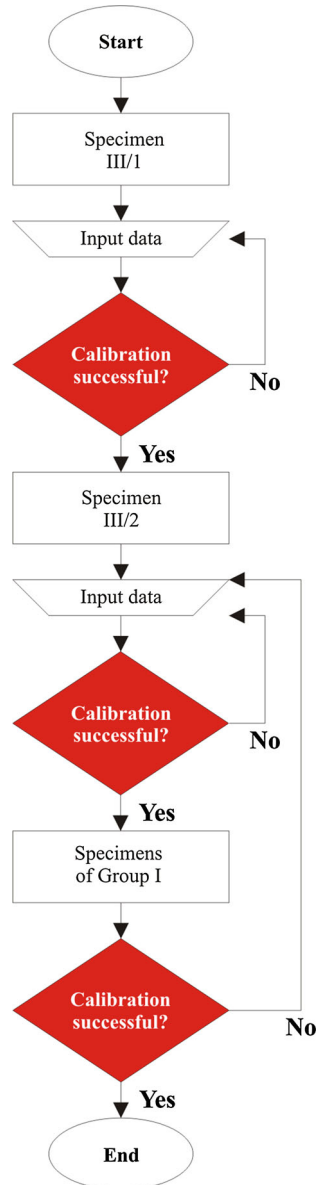 Start
Specimen
III/1
Input data
Calibration
successful?
No
Yes
Specimen
III/2
Input data
Calibration
successful?
No
Yes
Specimens
of Group I
Calibration
successful?
No
Yes
End